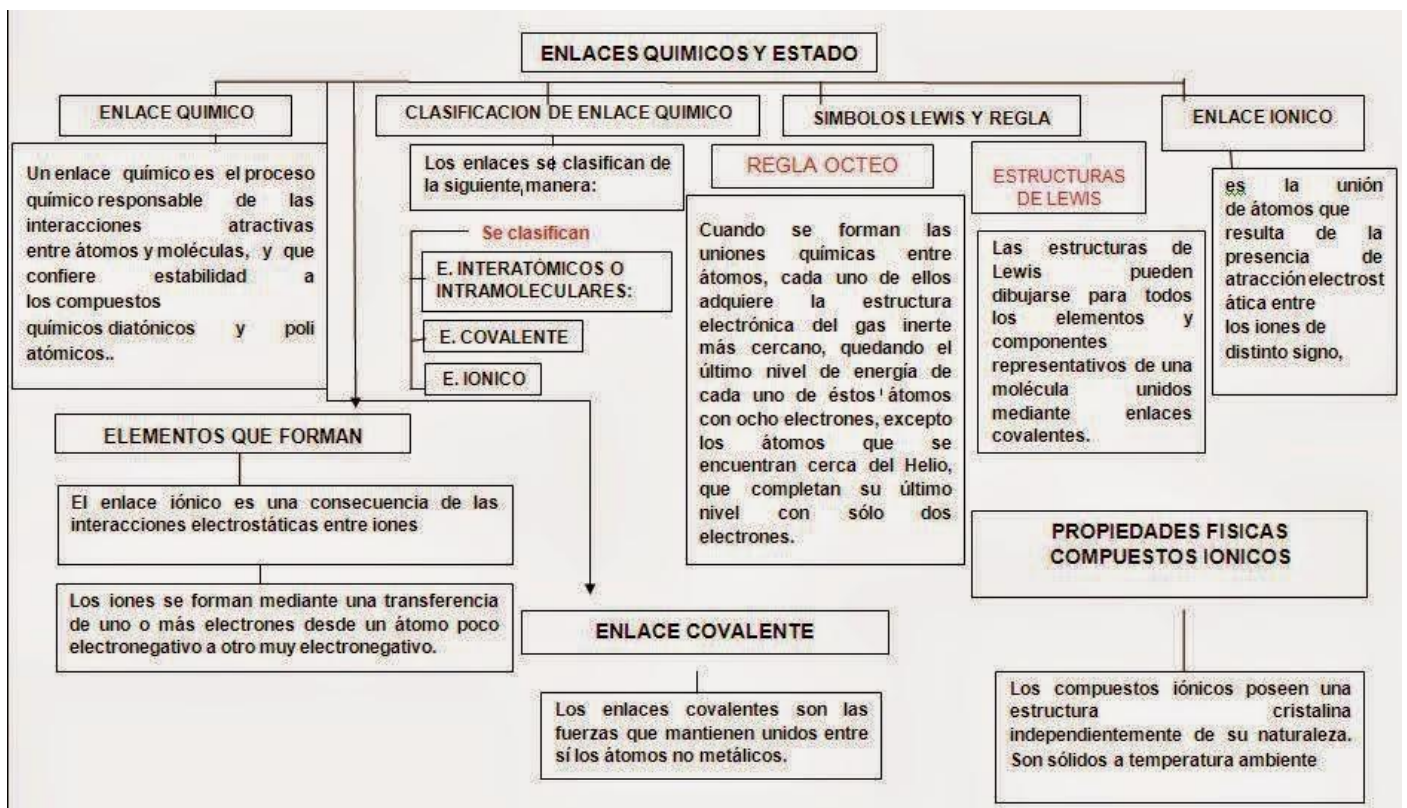 ENLACES QUIMICOS Y ESTADO
ENLACE QUIMICO
Un enlace químico es el proceso
químico responsable de las
interacciones atractivas
entre átomos y moléculas, y que
confiere estabilidad a
los compuestos
químicos diatónicos y poli
atómicos..
CLASIFICACION DE ENLACE QUIMICO
Los enlaces se clasifican de
la siguiente manera:
Se clasifican
E. INTERATÓMICOS O
INTRAMOLECULARES:
E. COVALENTE
E. IONICO
SIMBOLOS LEWIS Y REGLA
REGLA OCTEO
Cuando se forman las
uniones químicas entre
átomos, cada uno de ellos
adquiere la estructura
electrónica del gas inerte
más cercano, quedando el
último nivel de energía de
cada uno de éstos átomos
con ocho electrones, excepto
los átomos que se
encuentran cerca del Helio,
que completan su último
nivel con sólo dos
electrones.
ESTRUCTURAS
DE LEWIS
Las estructuras de
Lewis pueden
dibujarse para todos
los elementos y
componentes
representativos de una
molécula unidos
mediante enlaces
covalentes.
ENLACE IONICO
es la unión
de átomos que
resulta de la
presencia de
atracción electrost
ática entre
los iones de
distinto signo,
ELEMENTOS QUE FORMAN
El enlace iónico es una consecuencia de las
interacciones electrostáticas entre iones
Los iones se forman mediante una transferencia
de uno o más electrones desde un átomo poco
electronegativo a otro muy electronegativo.
ENLACE COVALENTE
Los enlaces covalentes son las
fuerzas que mantienen unidos entre
sí los átomos no metálicos.
PROPIEDADES FISICAS
COMPUESTOS IONICOS
Los compuestos iónicos poseen una
estructura cristalina
independientemente de su naturaleza.
Son sólidos a temperatura ambiente